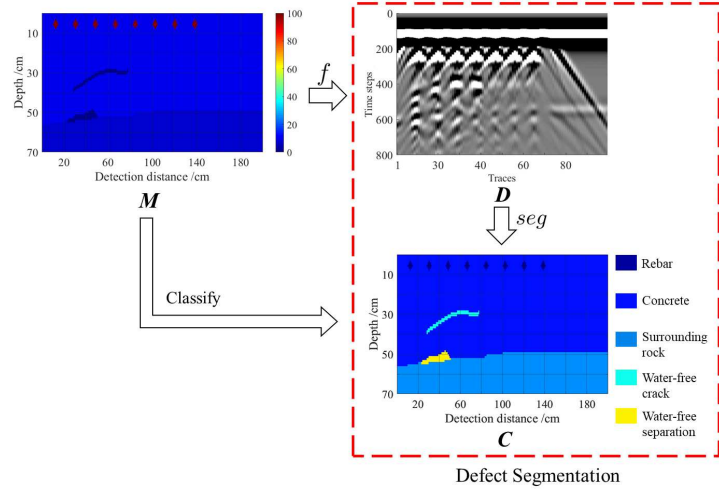 10
30
50
70
Depth /cm
20
60
100
140
180
Detection distance /cm
100
80
60
40
20
0
M
f
0
200
400
600
800
Time steps
1
20
40
60
80
Traces
D
seg
Classify
10
30
50
70
Depth /cm
20
60
100
140
180
Detection distance /cm
C
Rebar
Concrete
Surrounding
rock
Water-free
crack
Water-free
separation
Defect Segmentation